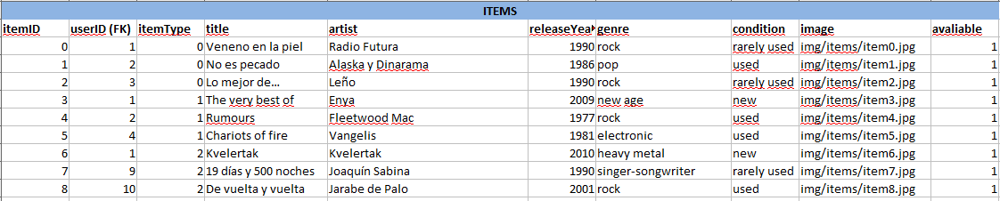 ITEMS
itemID userID (FK) itemType title artist releaseYea genre condition image avaliable
0 1 0 Veneno en la piel Radio Futura 1990 rock rarely used img/items/item0.jpg 1
1 2 0 No es pecado Alaska y Dinarama 1986 pop used img/items/item1.jpg 1
2 3 0 Lo mejor de... Leño 1990 rock rarely used img/items/item2.jpg 1
3 1 1 The very best of Enya 2009 new age new img/items/item3.jpg 1
4 2 1 Rumours Fleetwood Mac 1977 rock used img/items/item4.jpg 1
5 4 1 Chariots of fire Vangelis 1981 electronic used img/items/item5.jpg 1
6 1 2 Kvelertak Kvelertak 2010 heavy metal new img/items/item6.jpg 1
7 9 2 19 días y 500 noches Joaquín Sabina 1990 singer-songwriter rarely used img/items/item7.jpg 1
8 10 2 De vuelta y vuelta Jarabe de Palo 2001 rock used img/items/item8.jpg 1